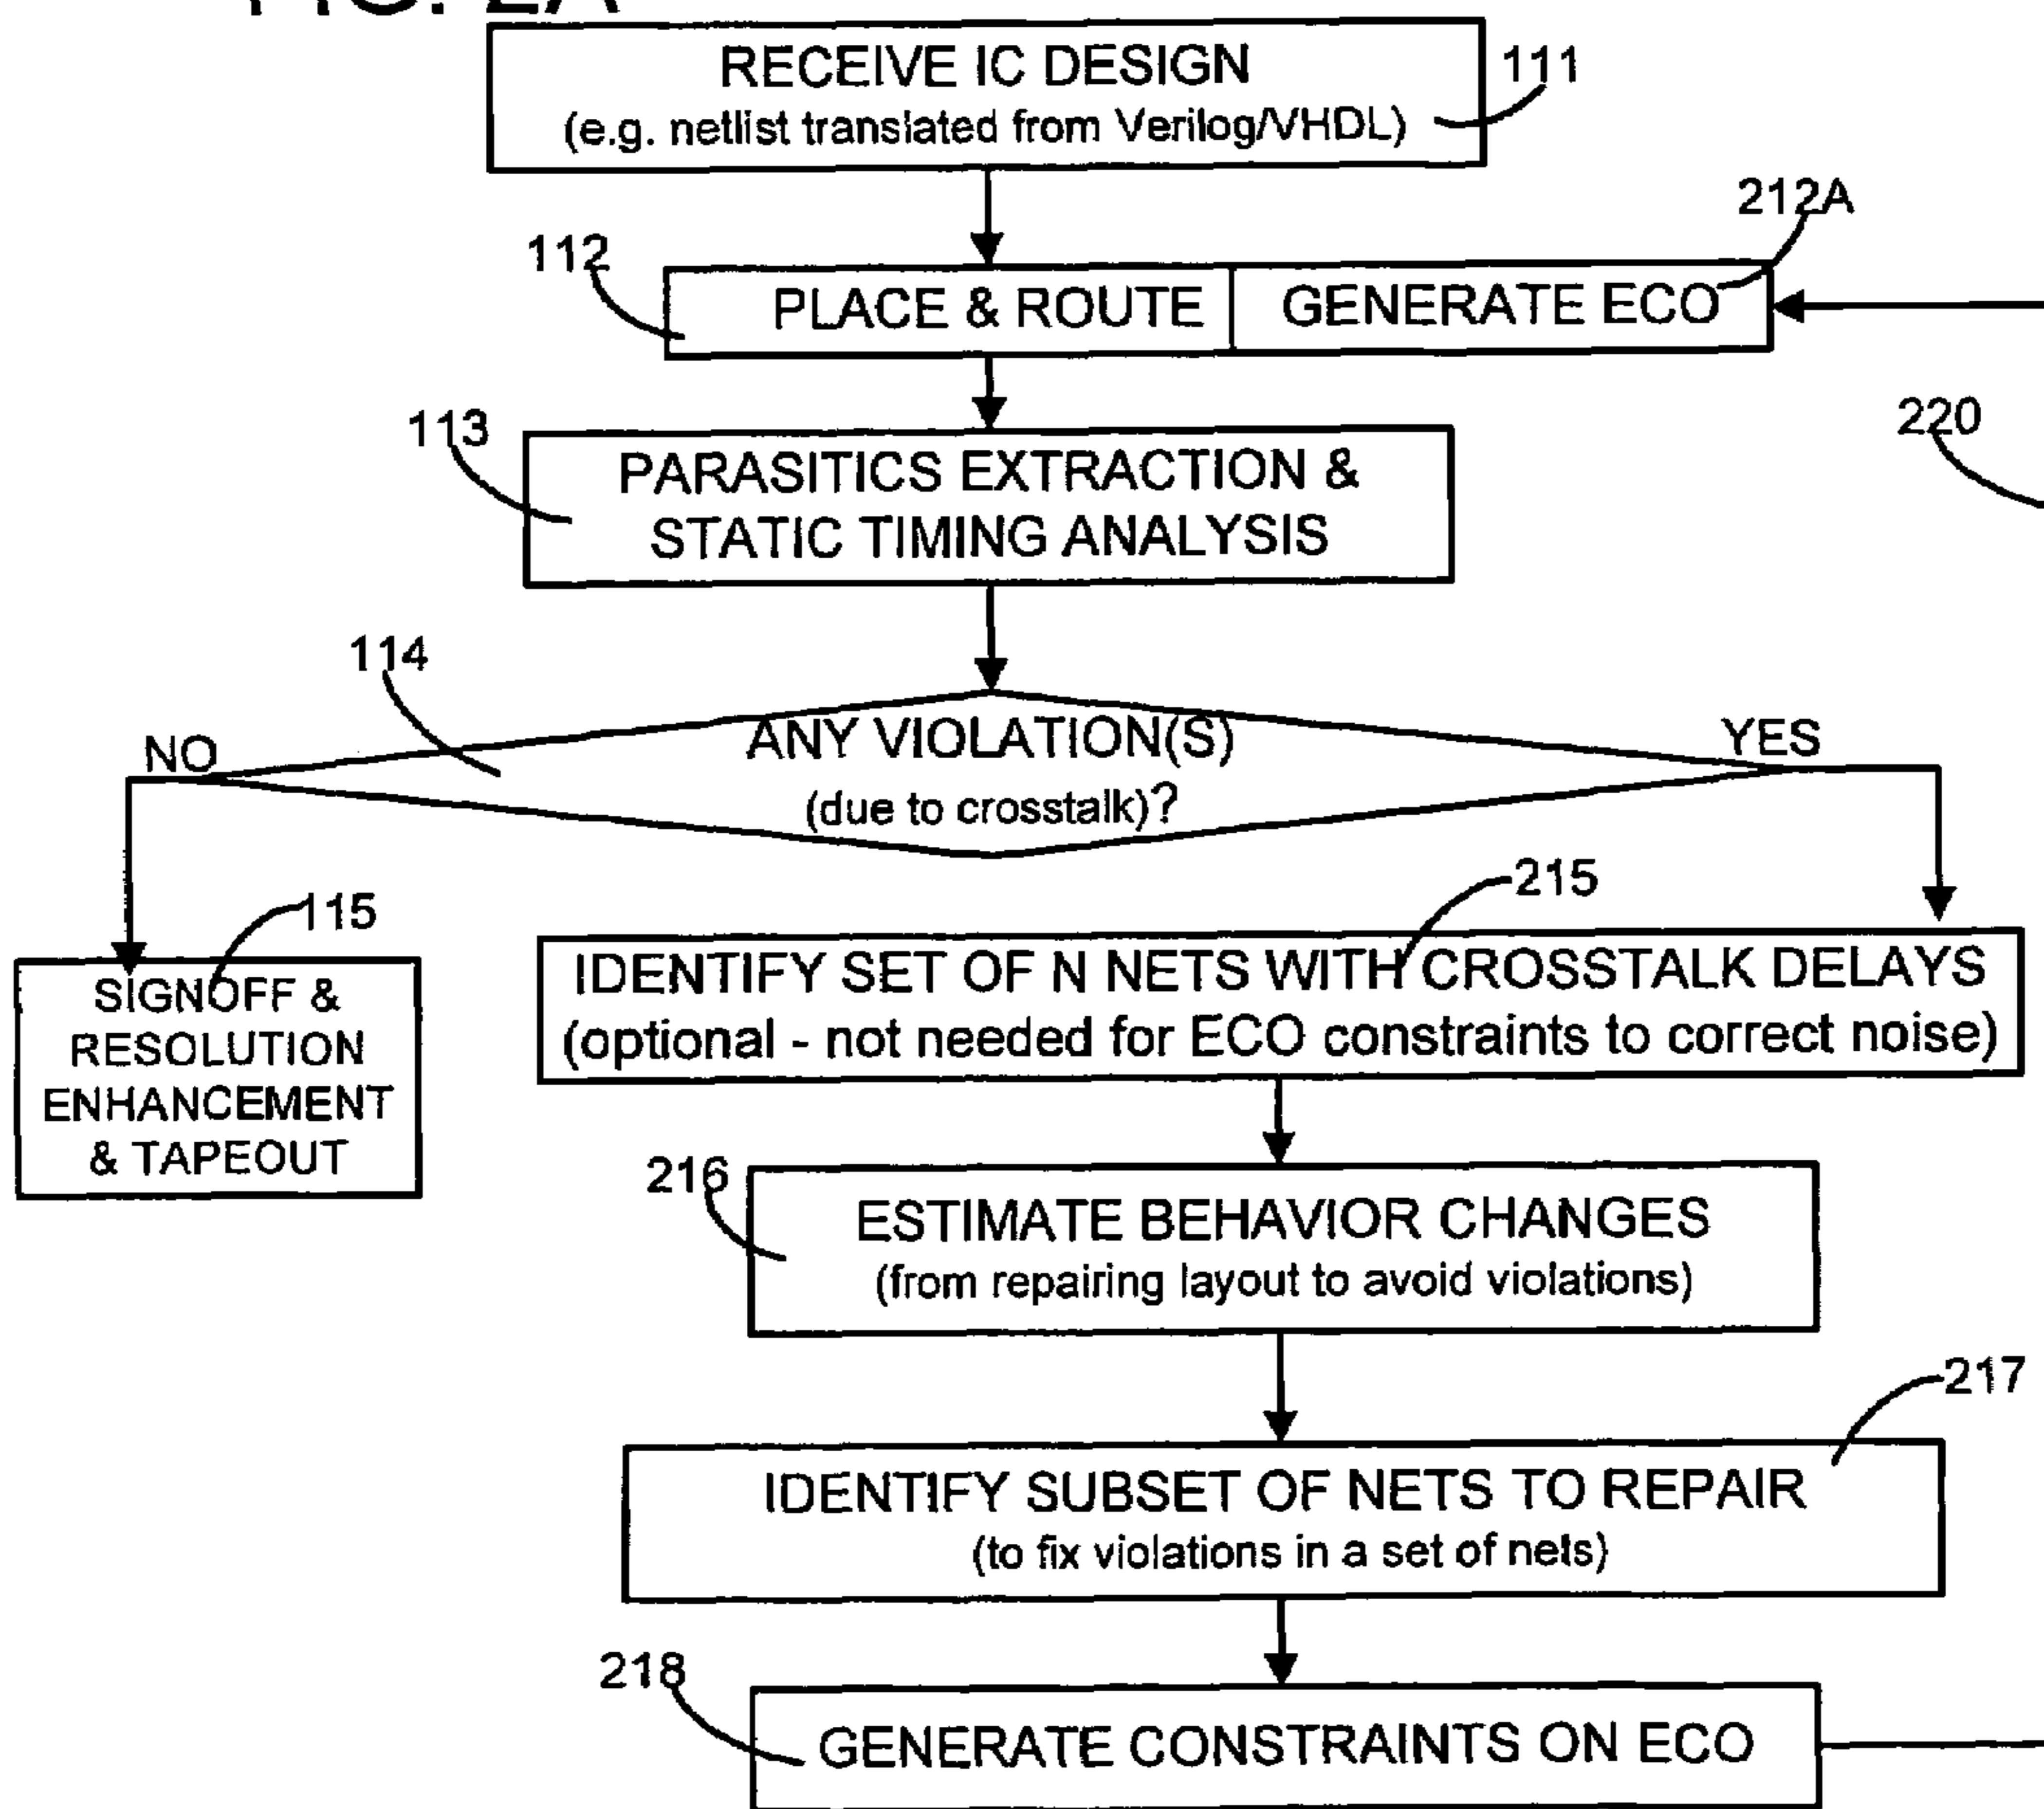 FIG. 2A
RECEIVE IC DESIGN
(e.g. netlist translated from Verilog/VHDL)
111
212A
112
PLACE & ROUTE
GENERATE ECO
113
220
PARASITICS EXTRACTION &
STATIC TIMING ANALYSIS
114
NO
ANY VIOLATION(S)
YES
(due to crosstalk)?
115
215
SIGNOFF &
RESOLUTION
ENHANCEMENT
& TAPEOUT
IDENTIFY SET OF N NETS WITH CROSSTALK DELAYS
(optional - not needed for ECO constraints to correct noise)
216
ESTIMATE BEHAVIOR CHANGES
(from repairing layout to avoid violations)
217
IDENTIFY SUBSET OF NETS TO REPAIR
(to fix violations in a set of nets)
218
GENERATE CONSTRAINTS ON ECO